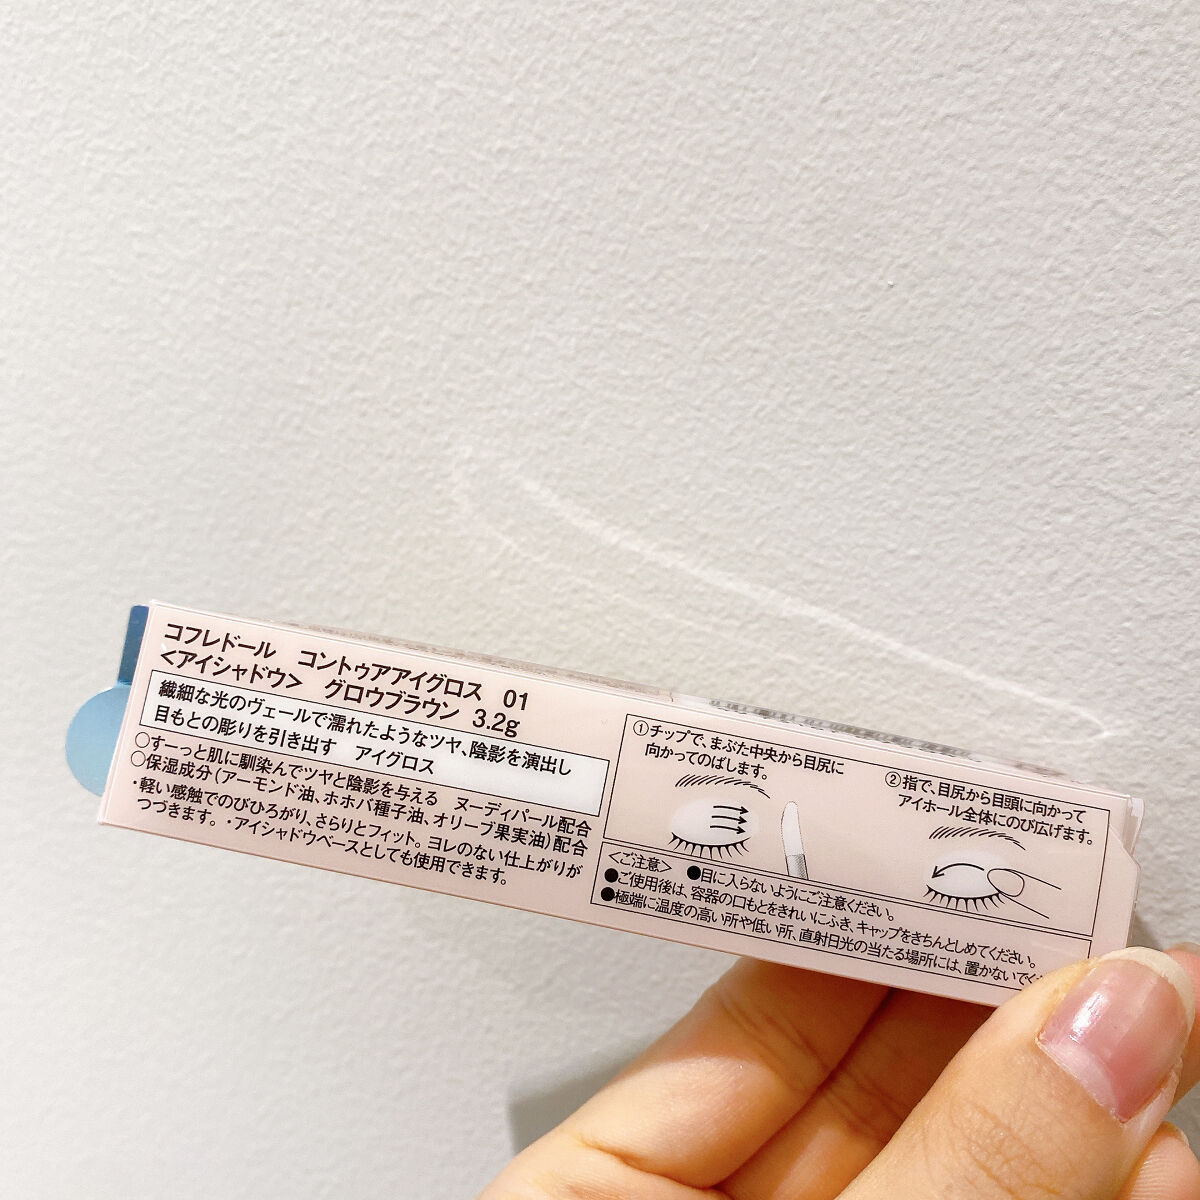 コフレドール　コントゥアアイグロス　01
<アイシャドウ>　グロウブラウン　3.2g
繊細な光のヴェールで濡れたようなツヤ、陰影を演出し
目もとの彫りを引き出す　アイグロス
○すーっと肌に馴染んでツヤと陰影を与える　ヌーディパール配合
○保湿成分（アーモンド油、ホホバ種子油、オリーブ果実油）配合
・軽い感触でのびひろがり、さらりとフィット。ヨレのない仕上がりが
つづきます。・アイシャドウベースとしても使用できます。
①チップで、まぶた中央から目尻に
向かってのばします。
②指で、目尻から目頭に向かって
アイホール全体にのび広げます。
<ご注意>　●目に入らないようにご注意ください。
●ご使用後は、容器の口もとをきれいにふき、キャップをきちんとしめてください。
●極端に温度の高い所や低い所、直射日光の当たる場所には、置かないでく